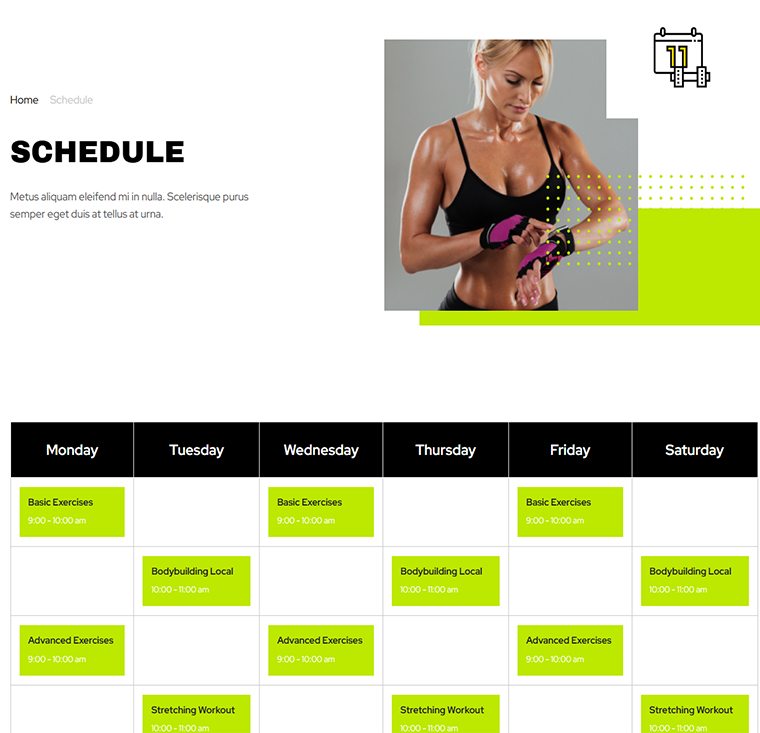 11
Home Schedule
SCHEDULE
Metus aliquam eleifend mi in nulla. Scelerisque purus
semper eget duis at tellus at urna.
Monday Tuesday Wednesday Thursday Friday Saturday
Basic Exercises Basic Exercises Basic Exercises
9:00 - 10:00 am 9:00 - 10:00 am 9:00 - 10:00 am
Bodybuilding Local Bodybuilding Local Bodybuilding Local
10:00 - 11:00 am 10:00 - 11:00 am 10:00 - 11:00 am
Advanced Exercises Advanced Exercises Advanced Exercises
9:00 - 10:00 am 9:00 - 10:00 am 9:00 - 10:00 am
Stretching Workout Stretching Workout Stretching Workout
10:00 - 11:00 am 10:00 - 11:00 am 10:00 - 11:00 am